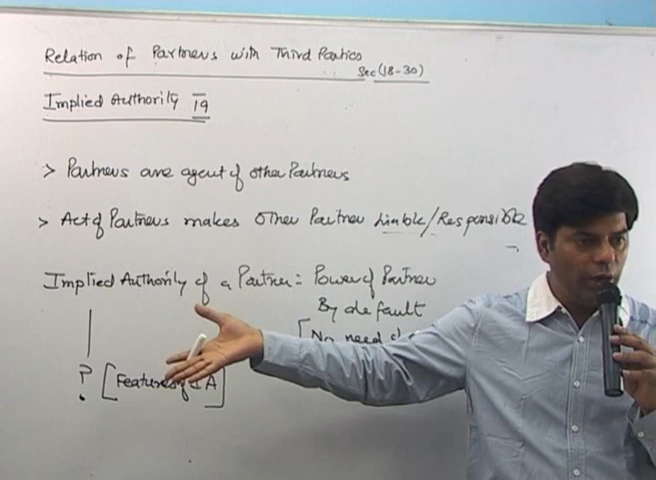 Relation of Partners with Third Parties
Sec (18-30)
Implied Authority 19
> Partners are agent of other Partners
> Act of Partners makes other Partner Liable/Responsible
Implied Authority of a Partner = Power of Partner
By default
[No need
? [Features of IA]